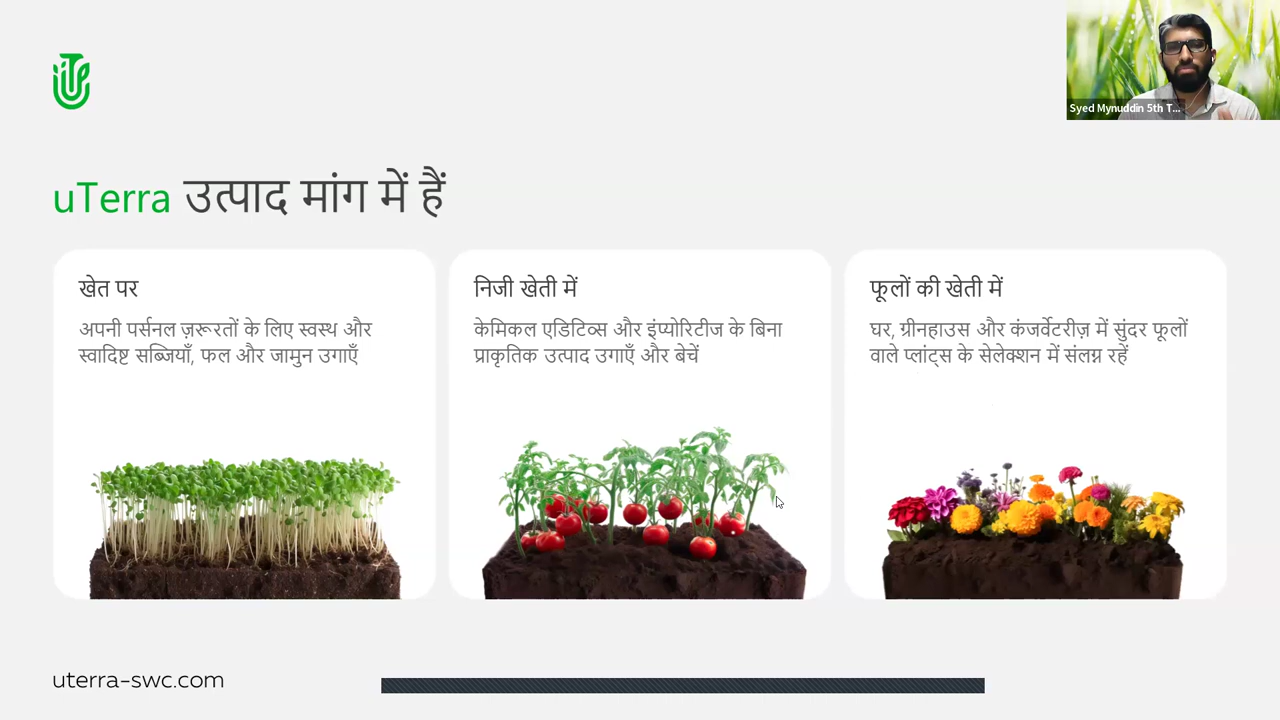 Syed Mynuddin 5th T...
uTerra उत्पाद मांग में हैं
खेत पर
अपनी पर्सनल ज़रूरतों के लिए स्वस्थ और
स्वादिष्ट सब्जियाँ, फल और जामुन उगाएँ
निजी खेती में
केमिकल एडिटिव्स और इंप्योरिटीज के बिना
प्राकृतिक उत्पाद उगाएँ और बेचें
फूलों की खेती में
घर, ग्रीनहाउस और कंजर्वेटरीज़ में सुंदर फूलों
वाले प्लांट्स के सेलेक्शन में संलग्न रहें
uterra-swc.com